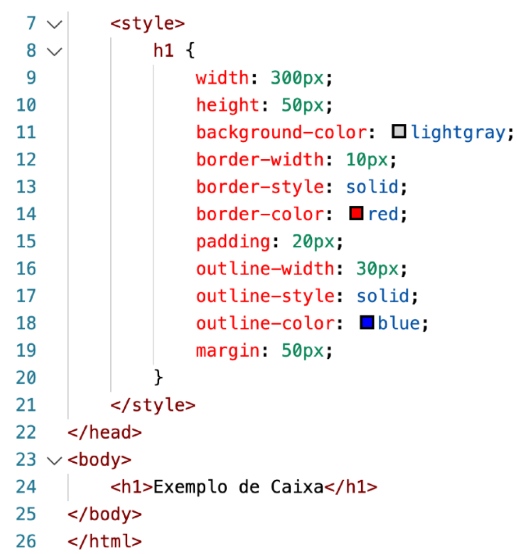 7 <style>
8 h1 {
9 width: 300px;
10 height: 50px;
11 background-color: lightgray;
12 border-width: 10px;
13 border-style: solid;
14 border-color: red;
15 padding: 20px;
16 outline-width: 30px;
17 outline-style: solid;
18 outline-color: blue;
19 margin: 50px;
20 }
21 </style>
22 </head>
23 <body>
24 <h1>Exemplo de Caixa</h1>
25 </body>
26 </html>